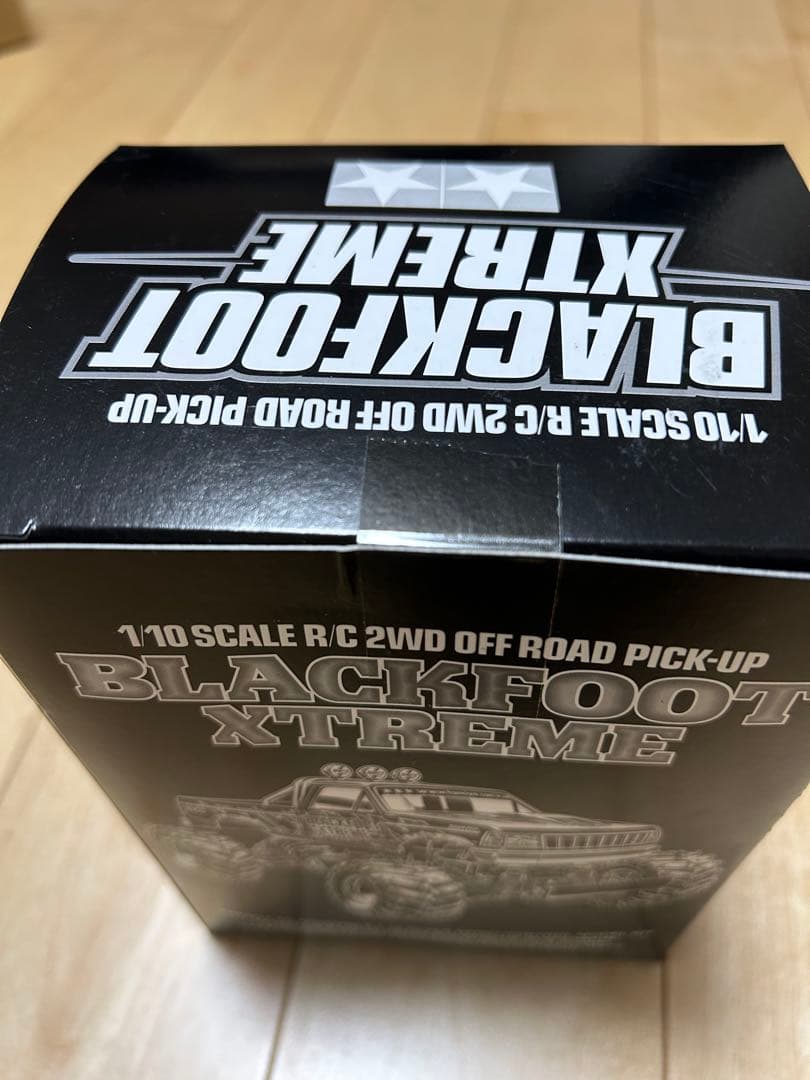 BLACKFOOT
XTREME
1/10 SCALE R/C 2WD OFF ROAD PICK-UP
1/10 SCALE R/C 2WD OFF ROAD PICK-UP
BLACKFOOT
XTREME